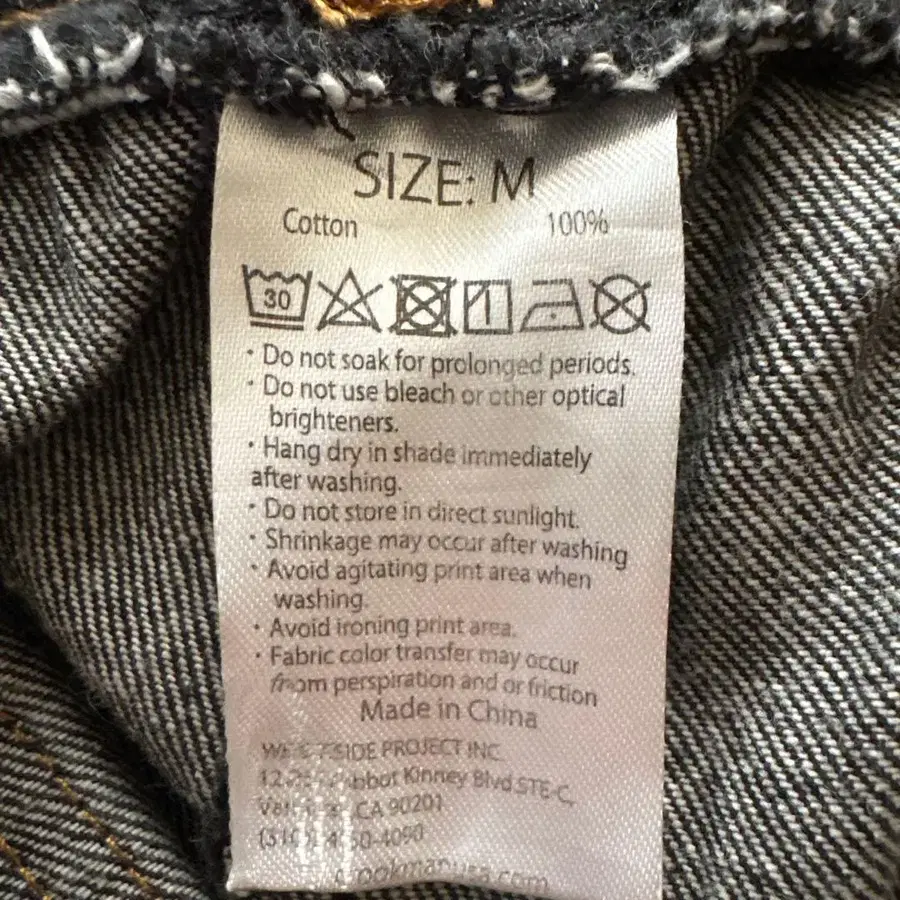 SIZE: M
Cotton 100%
30
· Do not soak for prolonged periods.
· Do not use bleach or other optical
brighteners.
· Hang dry in shade immediately
after washing.
· Do not store in direct sunlight.
· Shrinkage may occur after washing
· Avoid agitating print area when
washing.
· Avoid ironing print area.
· Fabric color transfer may occur
from perspiration and or friction
Made in China
WESTSIDE PROJECT INC
Kinney Blvd STE-C,
CA 90201